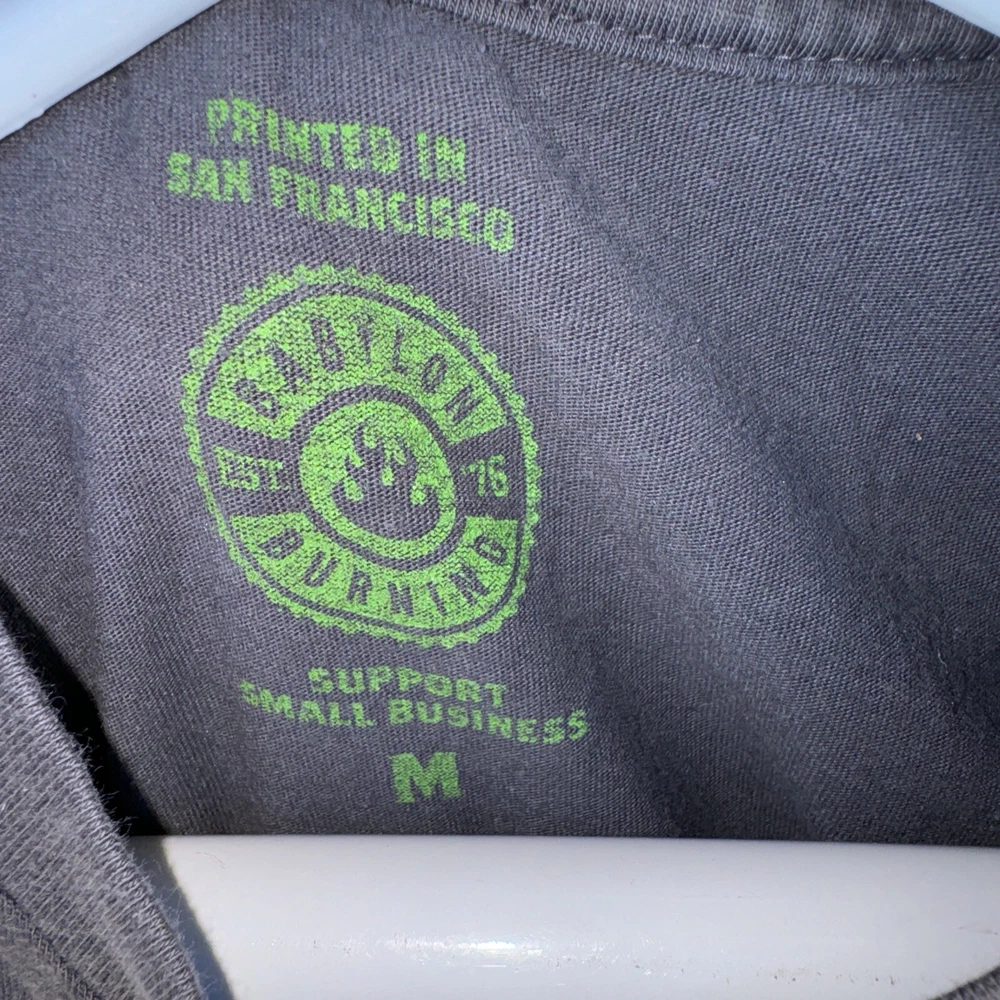 PRINTED IN
SAN FRANCISCO
BABYLON
EST. '76
BURNING
SUPPORT
SMALL BUSINESS
M